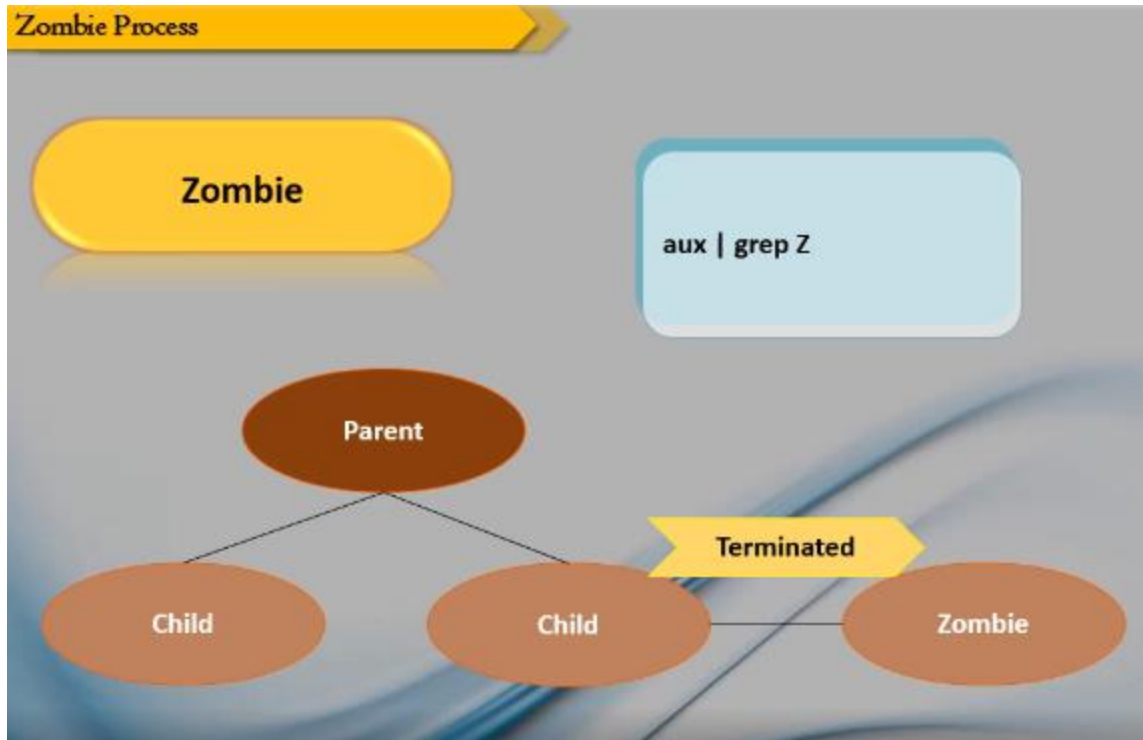 Zombie Process
Zombie
aux | grep Z
Parent
Terminated
Child
Child
Zombie